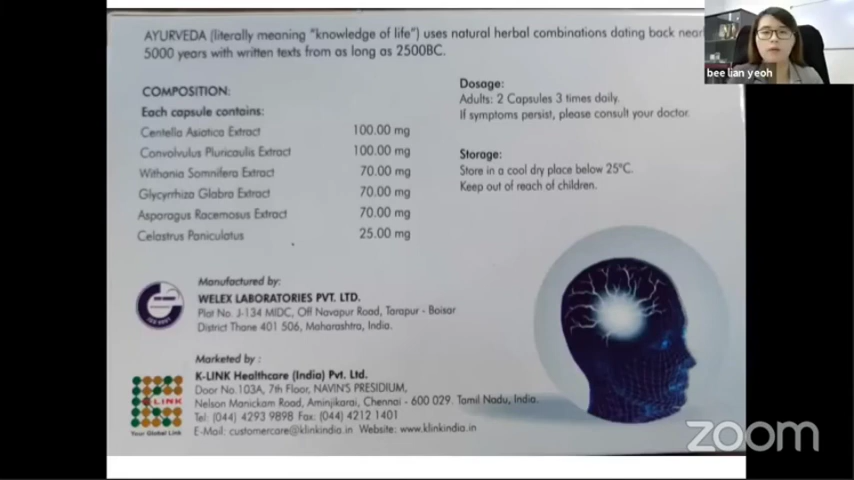 AYURVEDA (literally meaning "knowledge of life") uses natural herbal combinations dating back
5000 years with written texts from as long as 2500BC.
COMPOSITION:
Each capsule contains:
Centella Asiatica Extract 100.00 mg
Convolvulus Pluricaulis Extract 100.00 mg
Withania Somnifera Extract 70.00 mg
Glycyrrhiza Glabra Extract 70.00 mg
Asparagus Racemosus Extract 70.00 mg
Celastrus Paniculatus 25.00 mg
Dosage:
Adults: 2 Capsules 3 times daily.
If symptoms persist, please consult your doctor.
Storage:
Store in a cool dry place below 25°C.
Keep out of reach of children.
Manufactured by:
WELEX LABORATORIES PVT. LTD.
Plot No. J-134 MIDC, Off Navapur Road, Tarapur - Boisar
District Thane 401 506, Maharashtra, India.
Marketed by :
K-LINK Healthcare (India) Pvt. Ltd.
Door No.103A, 7th Floor, NAVIN'S PRESIDIUM,
Nelson Manickam Road, Aminjikarai, Chennai - 600 029. Tamil Nadu, India.
Tel: (044) 4293 9898 Fax: (044) 4212 1401
E-Mail: customercare@klinkindia.in Website: www.klinkindia.in
K LINK
Your Global Link
bee lian yeoh
zoom